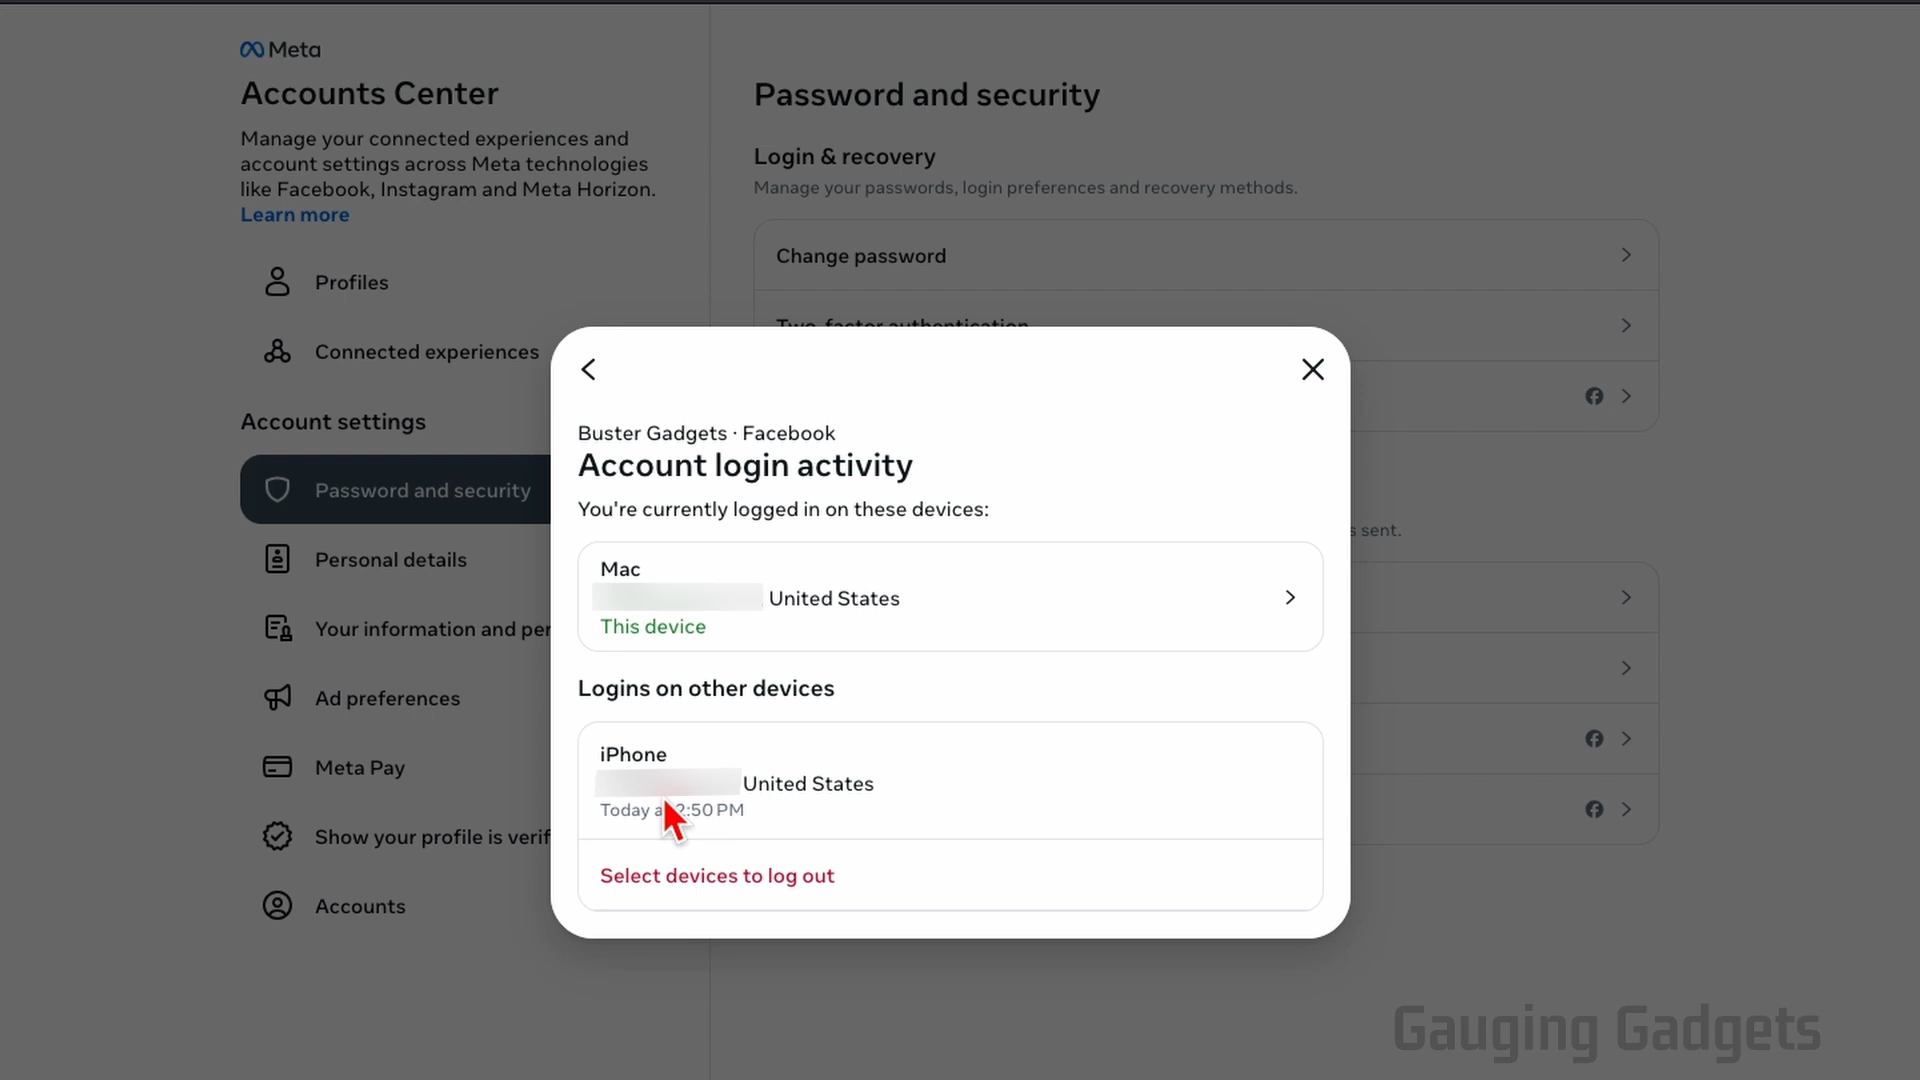 Meta
Accounts Center
Manage your connected experiences and
account settings across Meta technologies
like Facebook, Instagram and Meta Horizon.
Learn more
Profiles
Connected experiences
Account settings
Password and security
Personal details
Your information and per
Ad preferences
Meta Pay
Show your profile is verif
Accounts
Password and security
Login & recovery
Manage your passwords, login preferences and recovery methods.
Change password
Two-factor authentication
s sent.
Buster Gadgets · Facebook
Account login activity
You're currently logged in on these devices:
Mac
United States
This device
Logins on other devices
iPhone
United States
Today a 2:50 PM
Select devices to log out
Gauging Gadgets